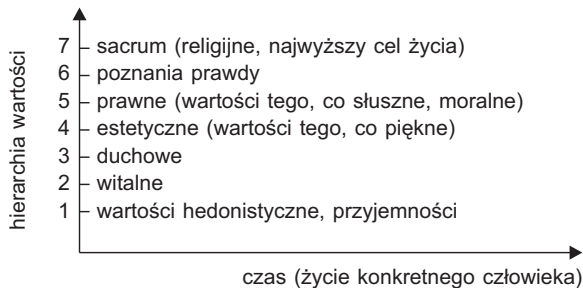 hierarchia wartości
7 – sacrum (religijne, najwyższy cel życia)
6 – poznania prawdy
5 – prawne (wartości tego, co słuszne, moralne)
4 – estetyczne (wartości tego, co piękne)
3 – duchowe
2 – witalne
1 – wartości hedonistyczne, przyjemności
czas (życie konkretnego człowieka)